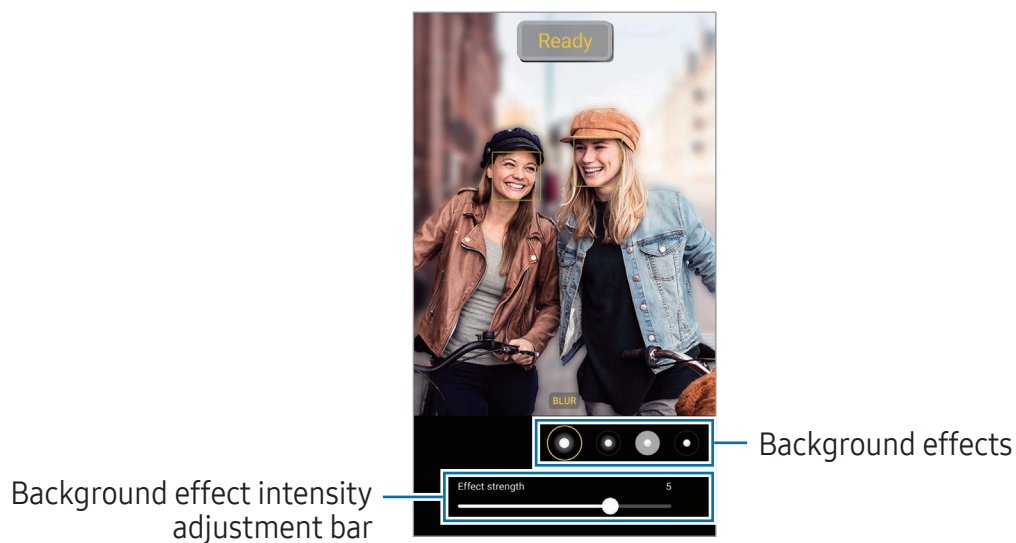 Ready
BLUR
Background effects
Effect strength 5
Background effect intensity
adjustment bar